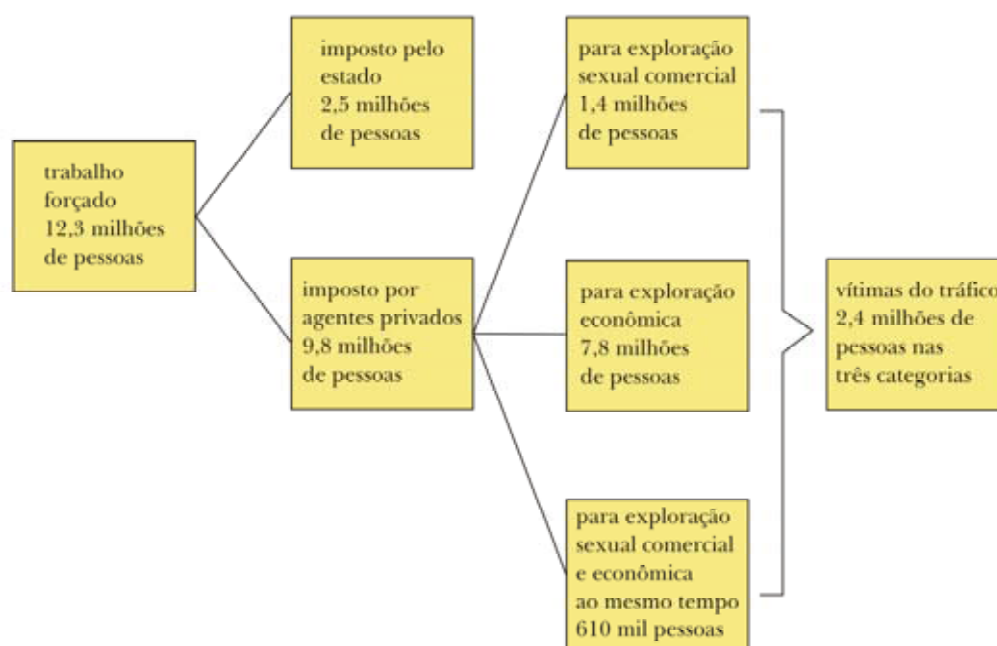 trabalho
forçado
12,3 milhões
de pessoas
imposto pelo
estado
2,5 milhões
de pessoas
imposto por
agentes privados
9,8 milhões
de pessoas
para exploração
sexual comercial
1,4 milhões
de pessoas
para exploração
econômica
7,8 milhões
de pessoas
para exploração
sexual comercial
e econômica
ao mesmo tempo
610 mil pessoas
vítimas do tráfico
2,4 milhões de
pessoas nas
três categorias